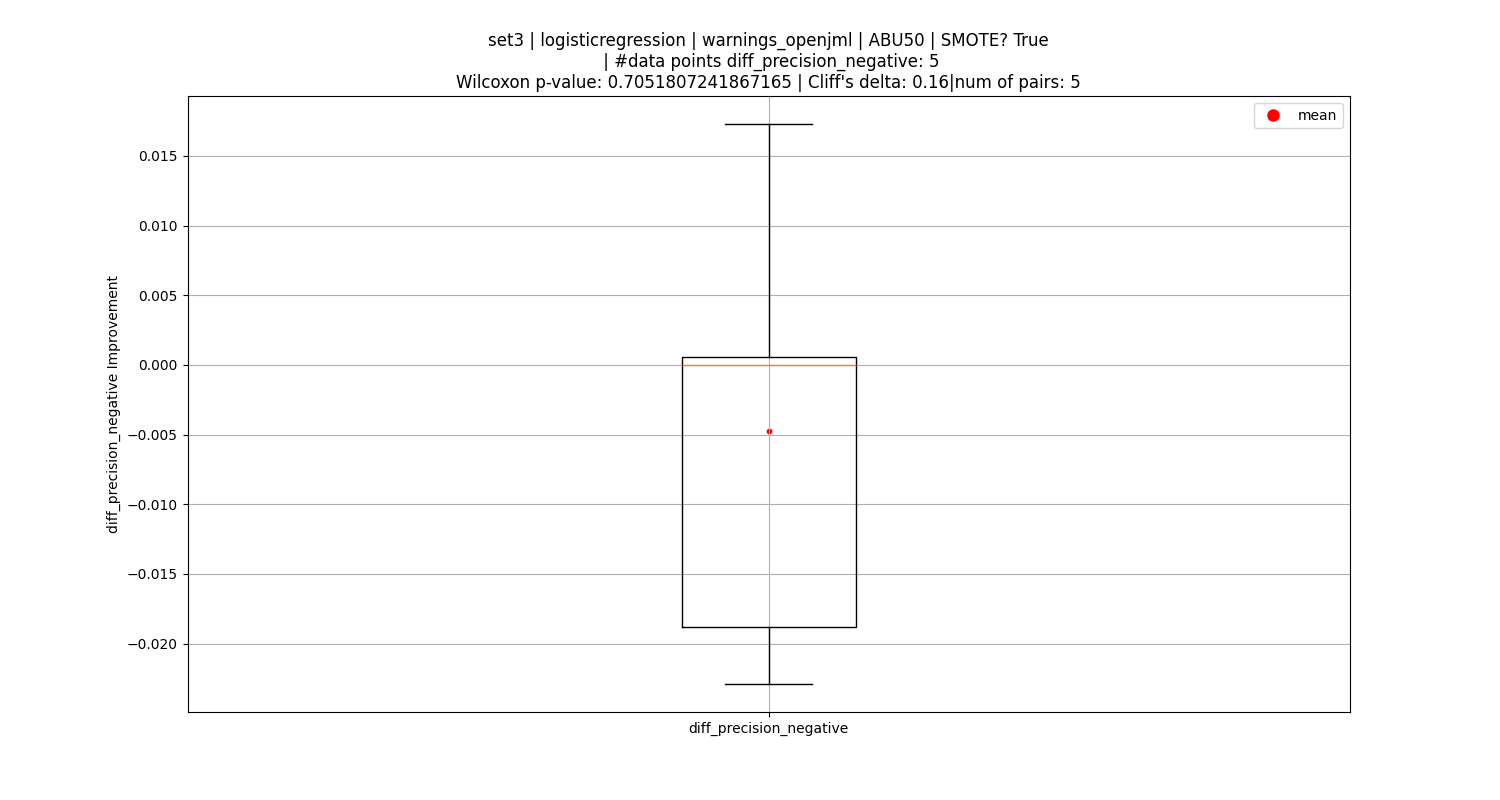 set3 | logisticregression | warnings_openjml | ABU50 | SMOTE? True
| #data points diff_precision_negative: 5
Wilcoxon p-value: 0.7051807241867165 | Cliff's delta: 0.16|num of pairs: 5
mean
0.015
0.010
0.005
0.000
−0.005
−0.010
−0.015
−0.020
diff_precision_negative Improvement
diff_precision_negative